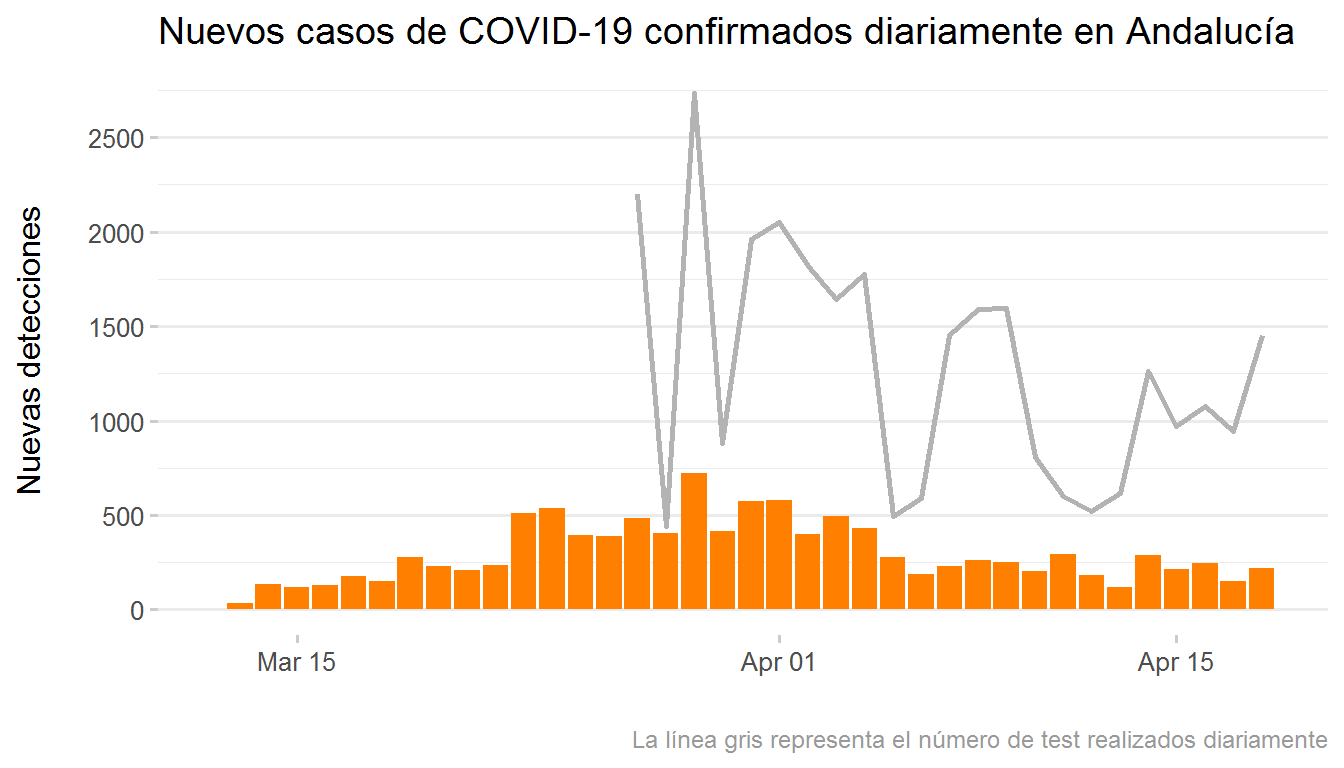 Nuevos casos de COVID-19 confirmados diariamente en Andalucía
Nuevas detecciones
2500
2000
1500
1000
500
0
Mar 15
Apr 01
Apr 15
La línea gris representa el número de test realizados diariamente